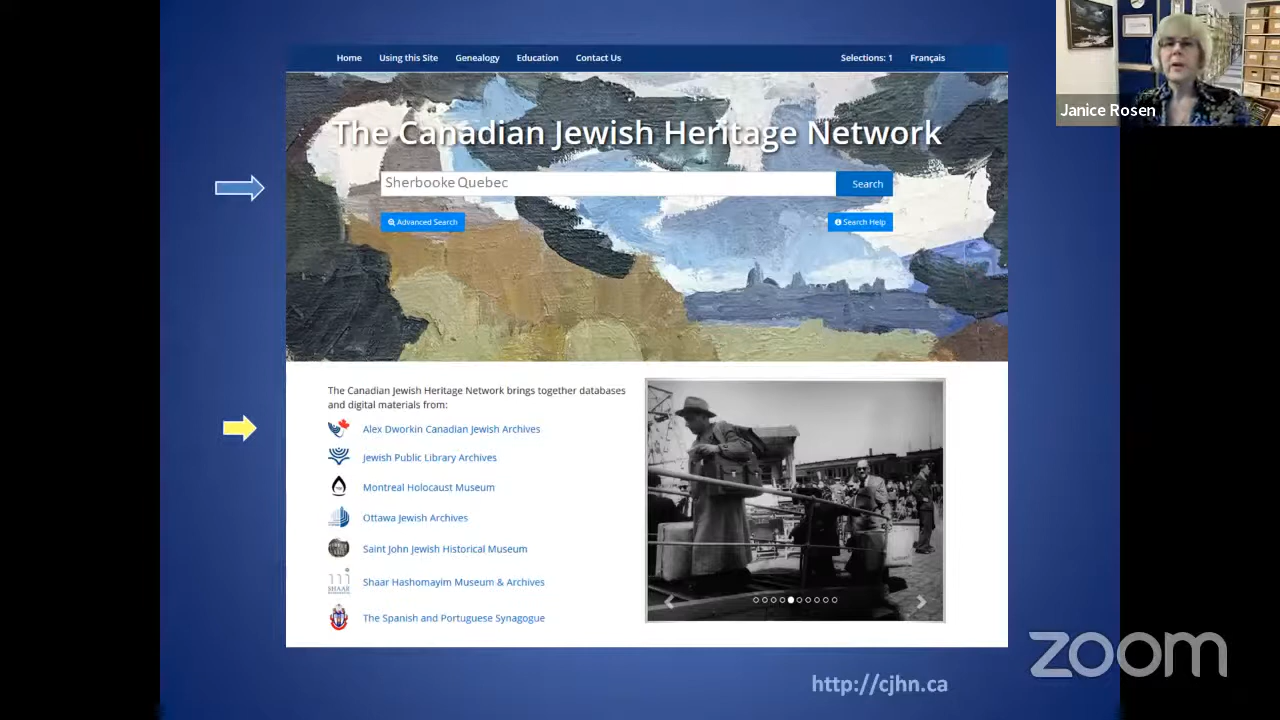 Home Using this Site Genealogy Education Contact Us Selections: 1 Français
The Canadian Jewish Heritage Network
Sherbooke Quebec Search
Advanced Search Search Help
The Canadian Jewish Heritage Network brings together databases
and digital materials from:
Alex Dworkin Canadian Jewish Archives
Jewish Public Library Archives
Montreal Holocaust Museum
Ottawa Jewish Archives
Saint John Jewish Historical Museum
SHAAR
Shaar Hashomayim Museum & Archives
The Spanish and Portuguese Synagogue
http://cjhn.ca
Janice Rosen
zoom